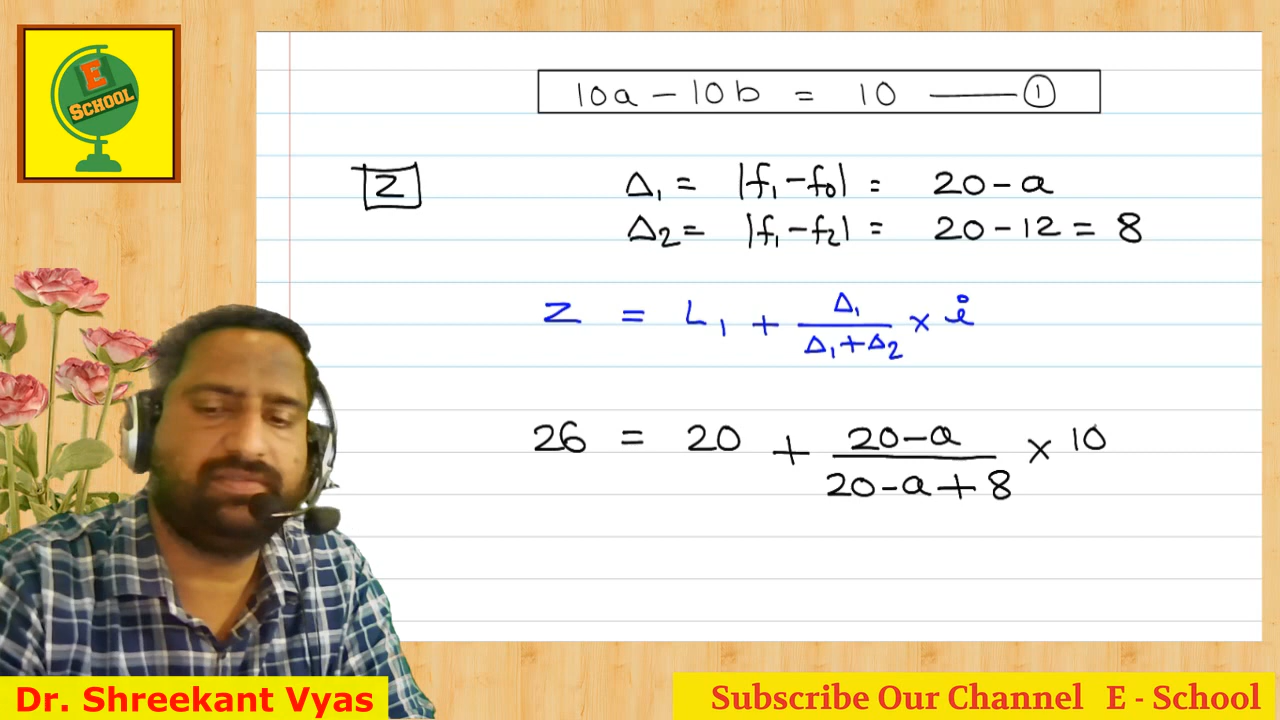 E
SCHOOL
10a - 10b = 10 —— ①
Z
Δ₁ = |f₁-f₀| = 20-a
Δ₂ = |f₁-f₂| = 20-12 = 8
Z = L₁ + Δ₁/(Δ₁+Δ₂) × i
26 = 20 + (20-a)/(20-a+8) × 10
Dr. Shreekant Vyas
Subscribe Our Channel E - School